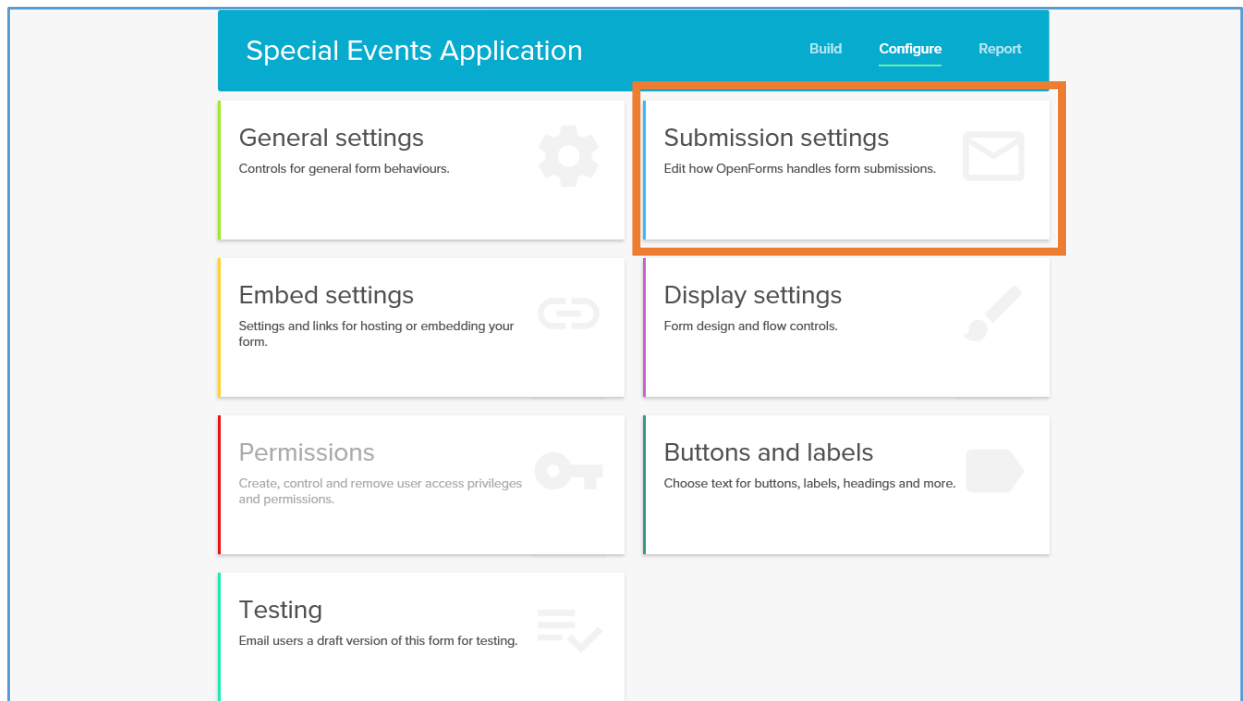 Special Events Application
Build Configure Report
General settings
Controls for general form behaviours.
Submission settings
Edit how OpenForms handles form submissions.
Embed settings
Settings and links for hosting or embedding your
form.
Display settings
Form design and flow controls.
Permissions
Create, control and remove user access privileges
and permissions.
Buttons and labels
Choose text for buttons, labels, headings and more.
Testing
Email users a draft version of this form for testing.